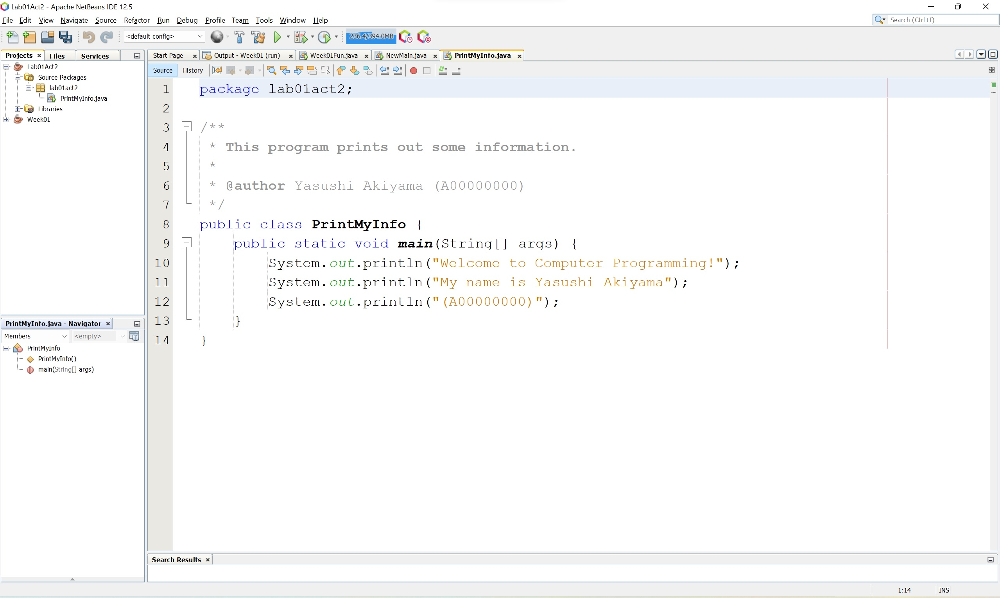 Lab01Act2 - Apache NetBeans IDE 12.5
File Edit View Navigate Source Refactor Run Debug Profile Team Tools Window Help
Search (Ctrl+I)
<default config>
236.4/394.0MB
Projects Files Services
Lab01Act2
Source Packages
lab01act2
PrintMyInfo.java
Libraries
Week01
Start Page Output - Week01 (run) Week01Fun.java NewMain.java PrintMyInfo.java
Source History
1 package lab01act2;
2
3 /**
4 * This program prints out some information.
5 *
6 * @author Yasushi Akiyama (A00000000)
7 */
8 public class PrintMyInfo {
9 public static void main(String[] args) {
10 System.out.println("Welcome to Computer Programming!");
11 System.out.println("My name is Yasushi Akiyama");
12 System.out.println("(A00000000)");
13 }
14 }
PrintMyInfo.java - Navigator
Members <empty>
PrintMyInfo
PrintMyInfo()
main(String[] args)
Search Results
1:14 INS